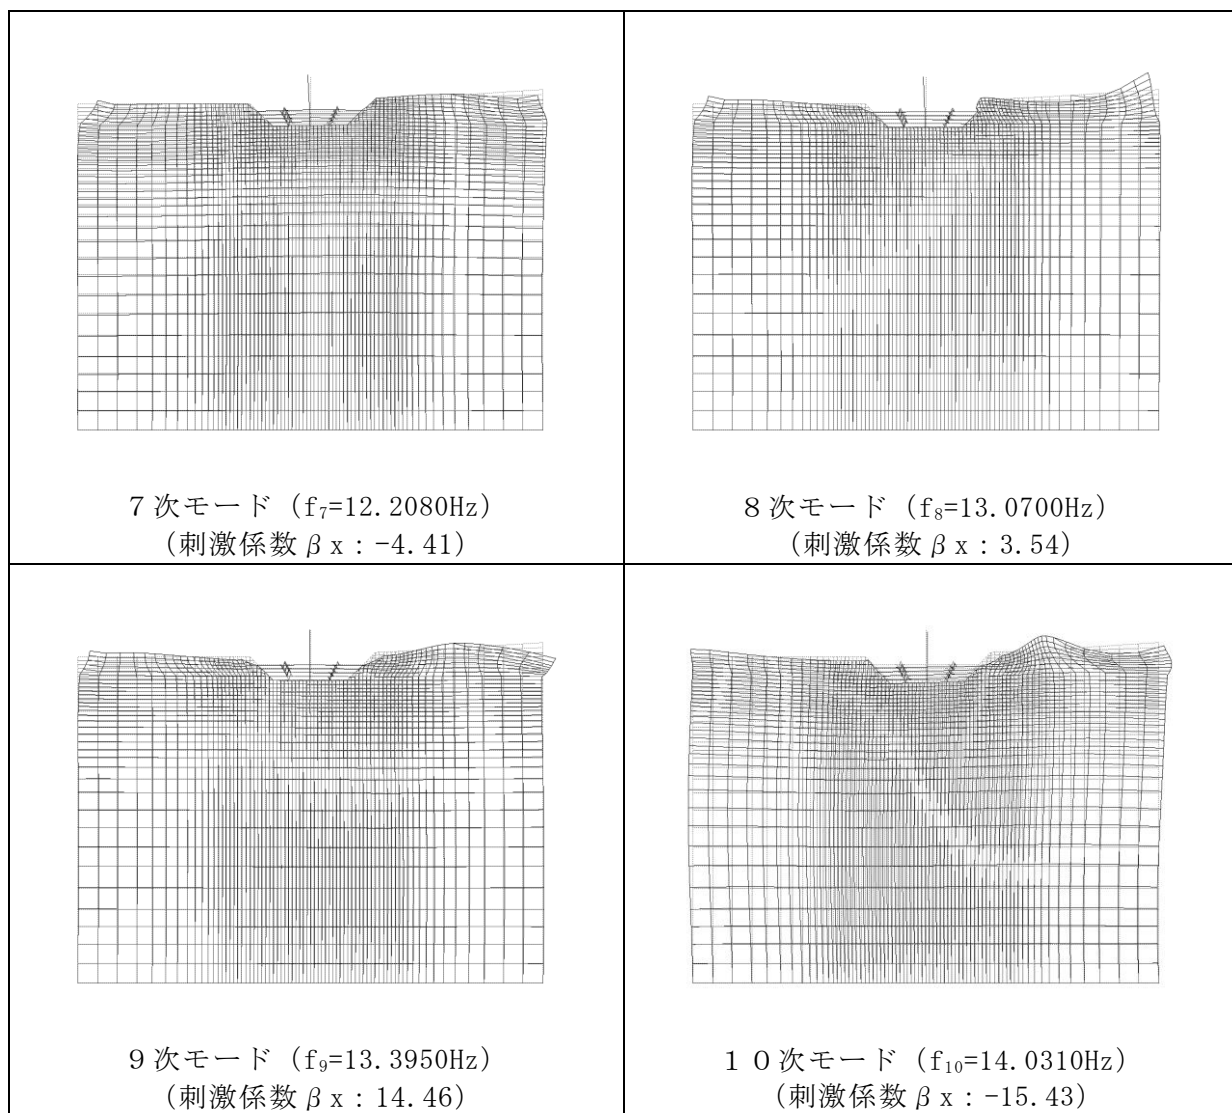 ７次モード（f₇=12.2080Hz）
（刺激係数βx：-4.41）
８次モード（f₈=13.0700Hz）
（刺激係数βx：3.54）
９次モード（f₉=13.3950Hz）
（刺激係数βx：14.46）
１０次モード（f₁₀=14.0310Hz）
（刺激係数βx：-15.43）